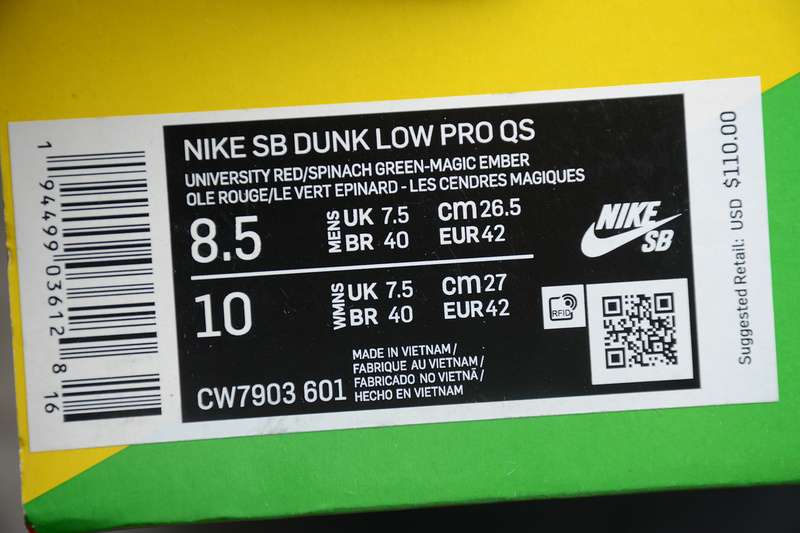 NIKE SB DUNK LOW PRO QS
UNIVERSITY RED/SPINACH GREEN-MAGIC EMBER
OLE ROUGE/LE VERT EPINARD - LES CENDRES MAGIQUES
8.5 MENS UK 7.5 cm 26.5
BR 40 EUR 42
10 WMNS UK 7.5 cm 27
BR 40 EUR 42
NIKE
SB
RFID
CW7903 601
MADE IN VIETNAM /
FABRIQUE AU VIETNAM /
FABRICADO NO VIETNÃ /
HECHO EN VIETNAM
1 94499 03612 8 16
Suggested Retail: USD $110.00